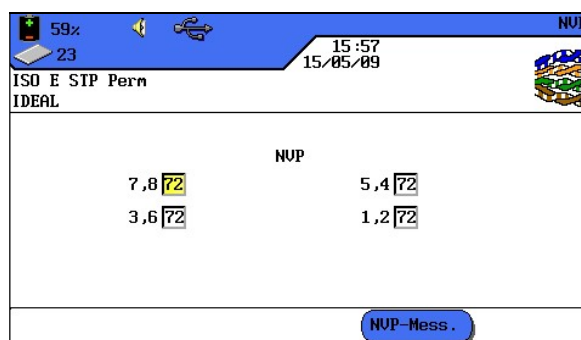 59% NVP
23 15:57
15/05/09
ISO E STP Perm
IDEAL
NVP
7,8 72 5,4 72
3,6 72 1,2 72
NVP-Mess.